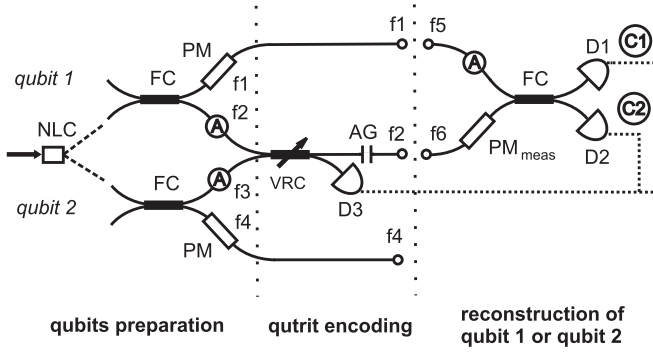 f1
f5
D1
C1
PM
qubit 1
FC
f1
A
FC
f2
A
C2
NLC
A
AG
f2
f6
PM meas
D2
VRC
FC
A
f3
D3
qubit 2
f4
PM
f4
qubits preparation
qutrit encoding
reconstruction of
qubit 1 or qubit 2